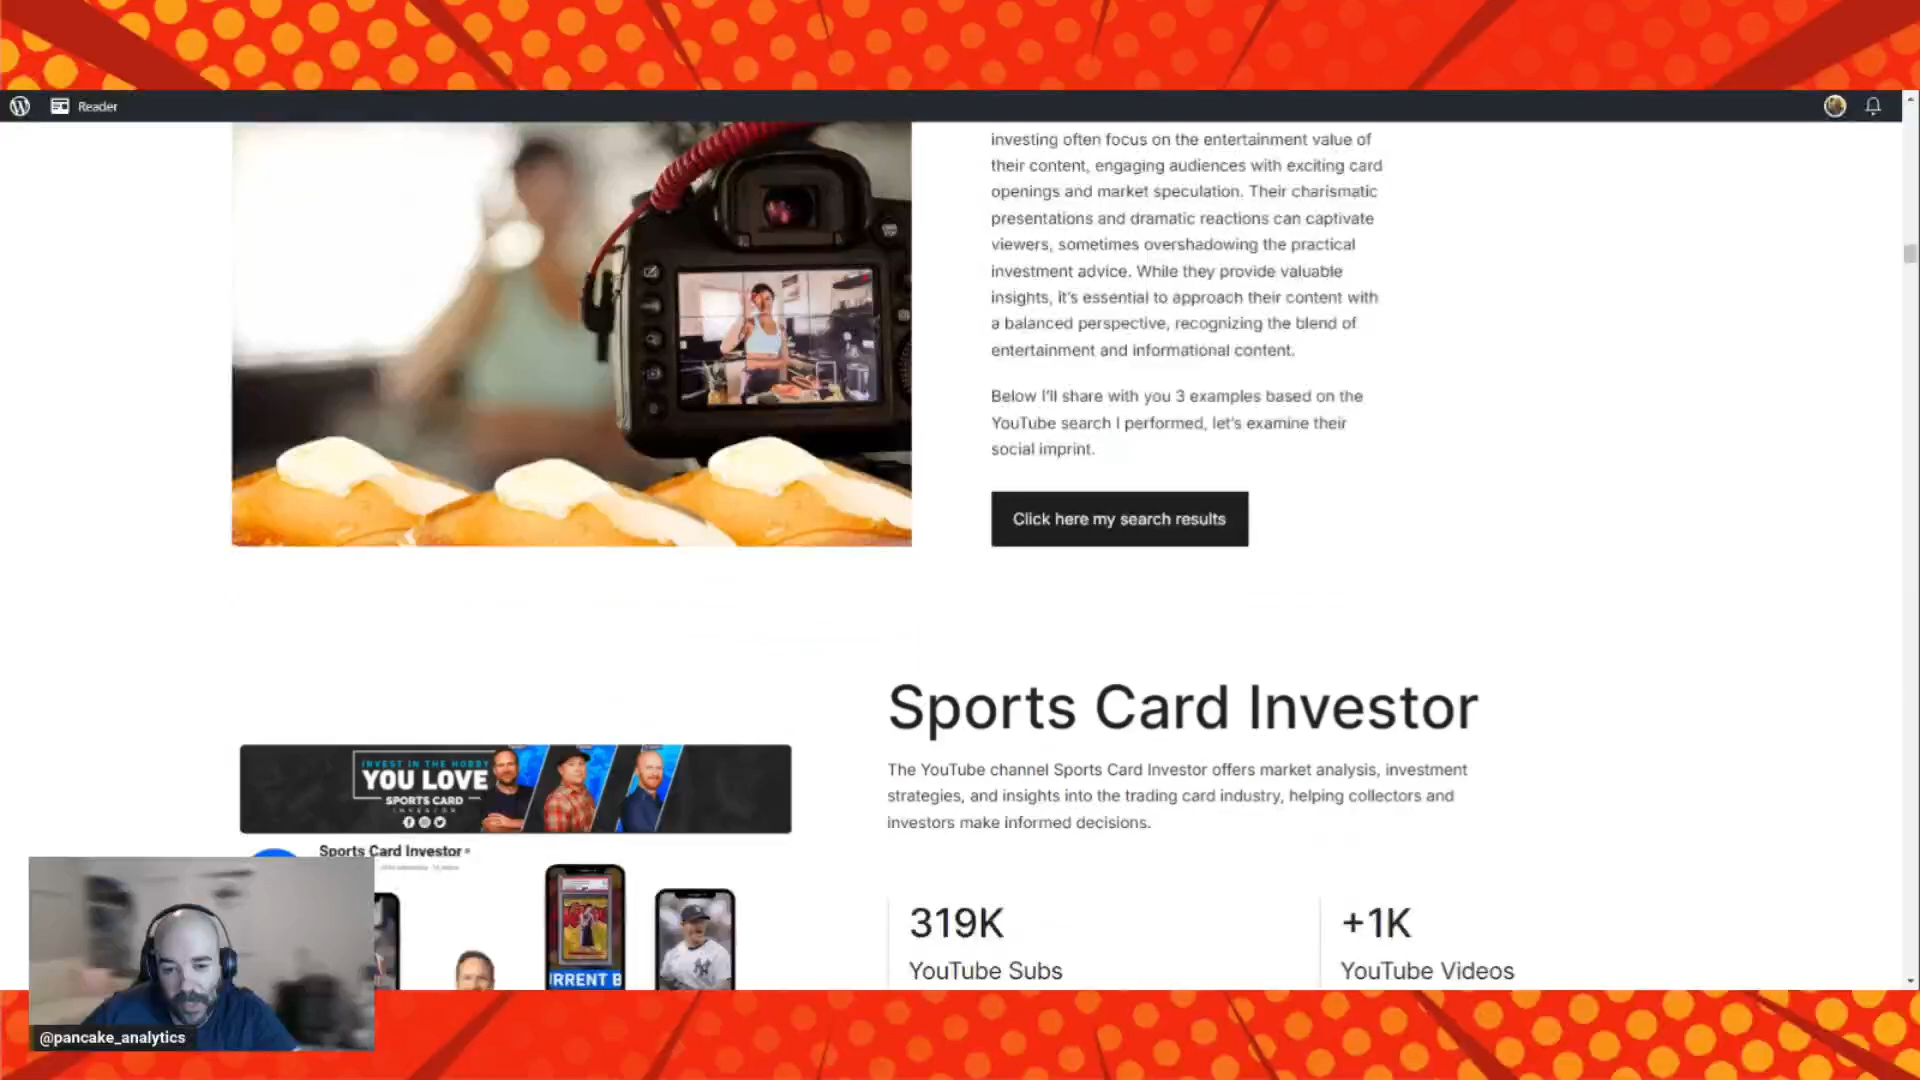 Reader
investing often focus on the entertainment value of
their content, engaging audiences with exciting card
openings and market speculation. Their charismatic
presentations and dramatic reactions can captivate
viewers, sometimes overshadowing the practical
investment advice. While they provide valuable
insights, it's essential to approach their content with
a balanced perspective, recognizing the blend of
entertainment and informational content.
Below I'll share with you 3 examples based on the
YouTube search I performed, let's examine their
social imprint.
Click here my search results
Sports Card Investor
The YouTube channel Sports Card Investor offers market analysis, investment
strategies, and insights into the trading card industry, helping collectors and
investors make informed decisions.
INVEST IN THE HOBBY
YOU LOVE
SPORTS CARD
INVESTOR
Sports Card Investor
319K
YouTube Subs
+1K
YouTube Videos
RRENT B
@pancake_analytics